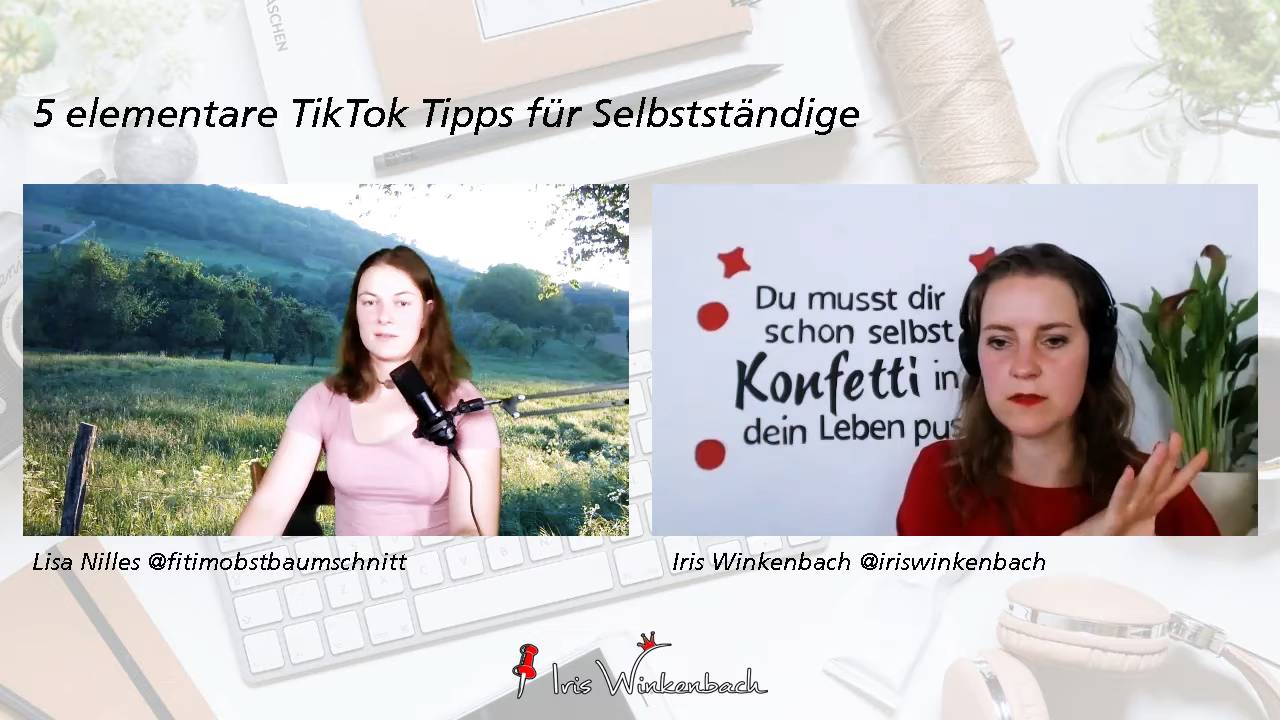 ASCHEN
5 elementare TikTok Tipps für Selbstständige
Du musst dir
schon selbst
Konfetti in
dein Leben pus
Lisa Nilles @fitimobstbaumschnitt
Iris Winkenbach @iriswinkenbach
Iris Winkenbach